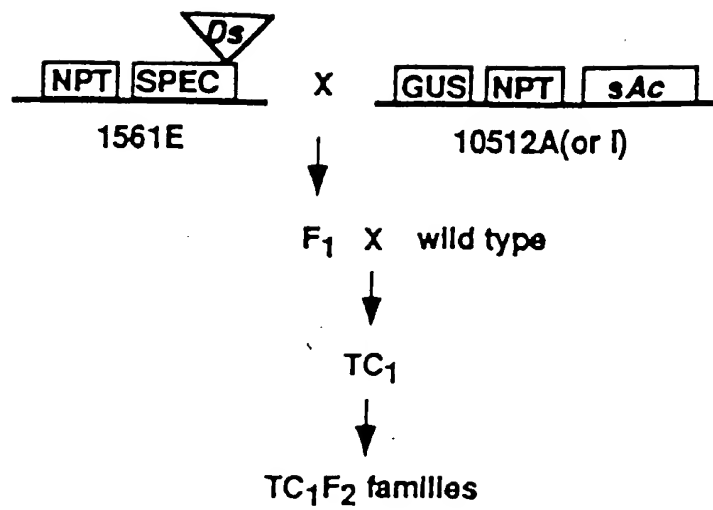 Ds
NPT SPEC X GUS NPT sAc
1561E 10512A(or I)
F1 X wild type
TC1
TC1F2 families